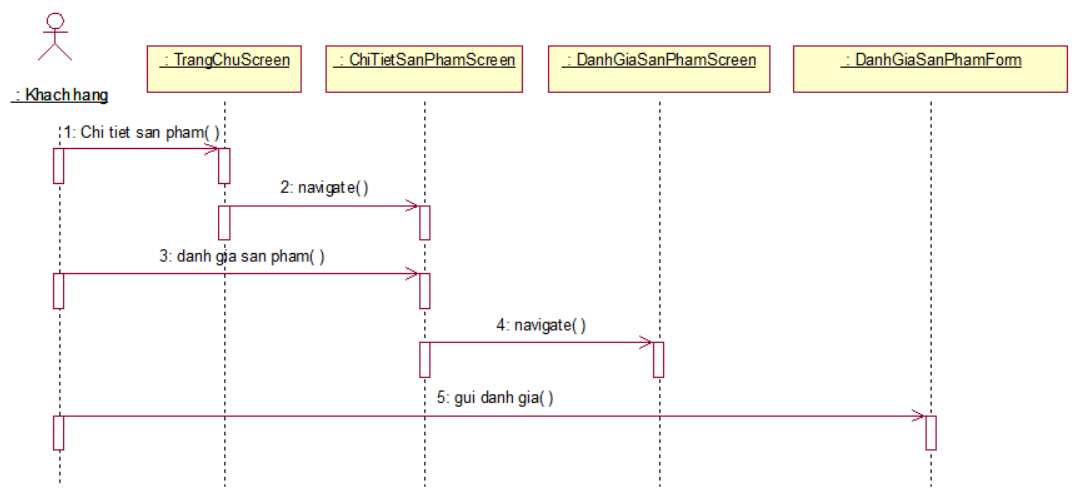 : TrangChuScreen
: ChiTietSanPhamScreen
: DanhGiaSanPhamScreen
: DanhGiaSanPhamForm
: Khach hang
1: Chi tiet san pham( )
2: navigate( )
3: danh gia san pham( )
4: navigate( )
5: gui danh gia( )